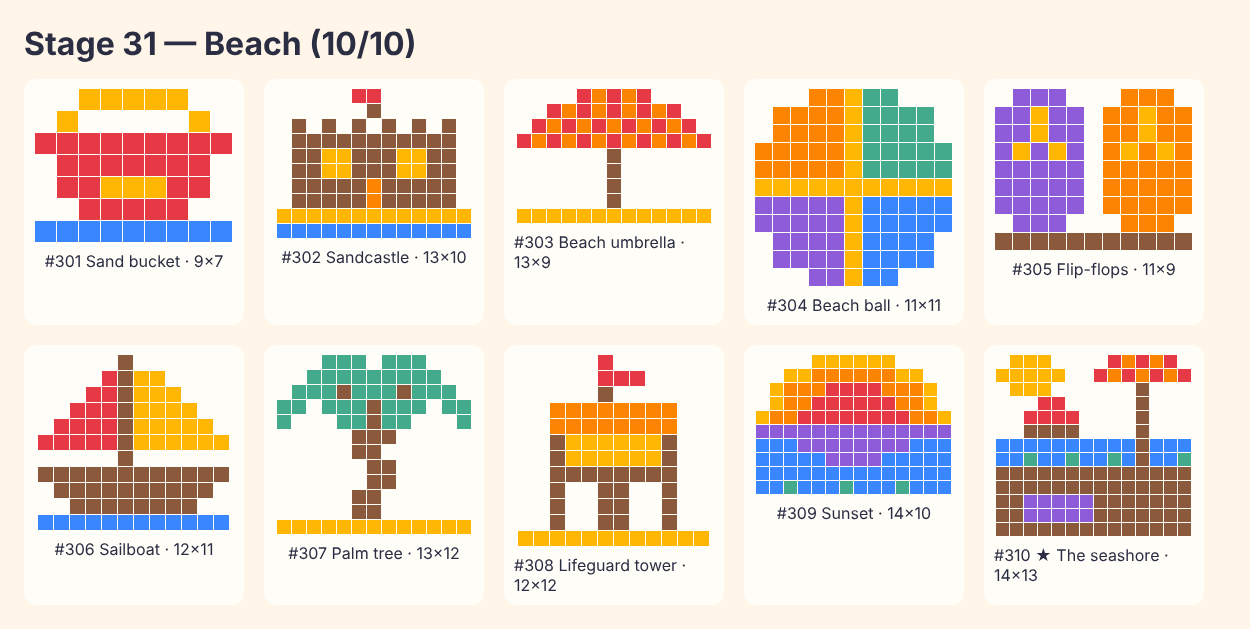 Stage 31 — Beach (10/10)
#301 Sand bucket · 9×7
#302 Sandcastle · 13×10
#303 Beach umbrella ·
13×9
#304 Beach ball · 11×11
#305 Flip-flops · 11×9
#306 Sailboat · 12×11
#307 Palm tree · 13×12
#308 Lifeguard tower ·
12×12
#309 Sunset · 14×10
#310 ★ The seashore ·
14×13